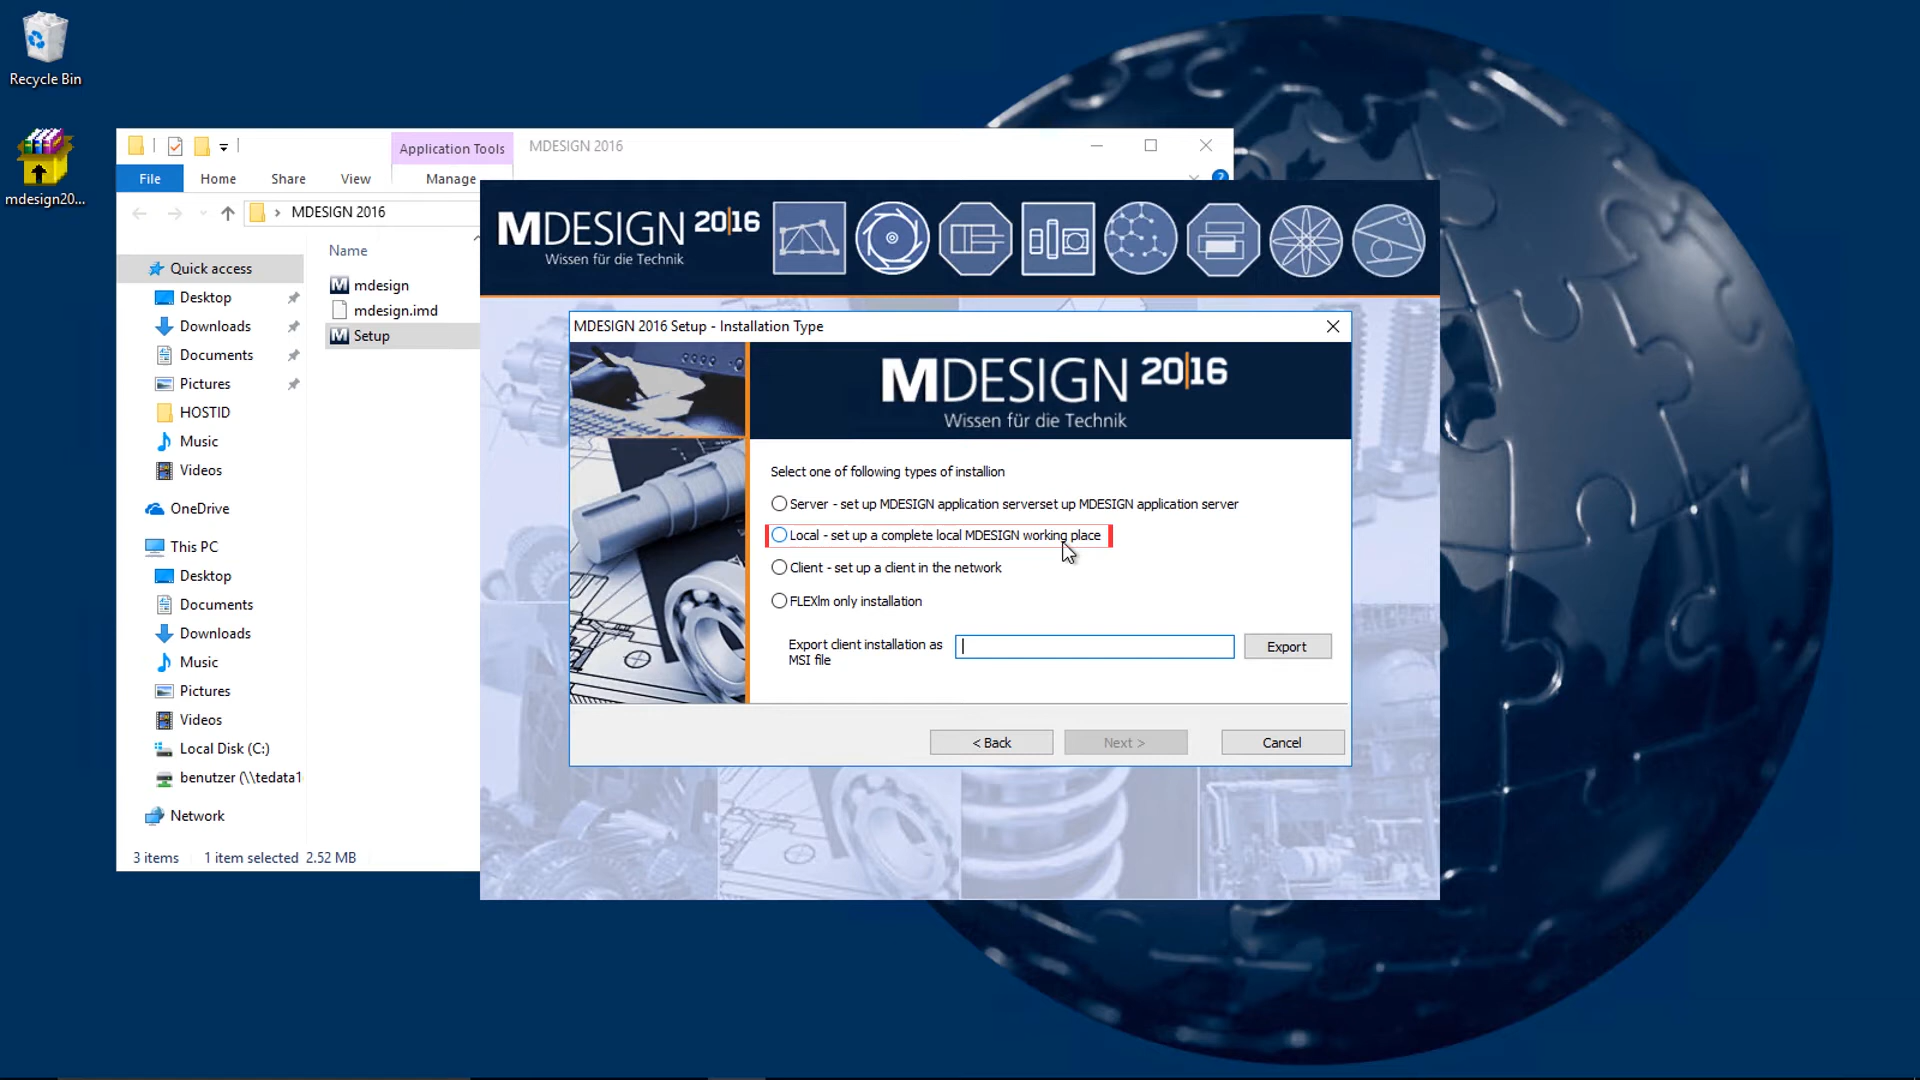 Recycle Bin
mdesign20...
Application Tools
MDESIGN 2016
File
Home
Share
View
Manage
MDESIGN 2016
Name
Quick access
Desktop
Downloads
Documents
Pictures
HOSTID
Music
Videos
OneDrive
This PC
Desktop
Documents
Downloads
Music
Pictures
Videos
Local Disk (C:)
benutzer (\\tedata1
Network
mdesign
mdesign.imd
Setup
3 items
1 item selected 2.52 MB
MDESIGN 20|16
Wissen für die Technik
MDESIGN 2016 Setup - Installation Type
MDESIGN 20|16
Wissen für die Technik
Select one of following types of installion
Server - set up MDESIGN application serverset up MDESIGN application server
Local - set up a complete local MDESIGN working place
Client - set up a client in the network
FLEXlm only installation
Export client installation as
MSI file
Export
< Back
Next >
Cancel